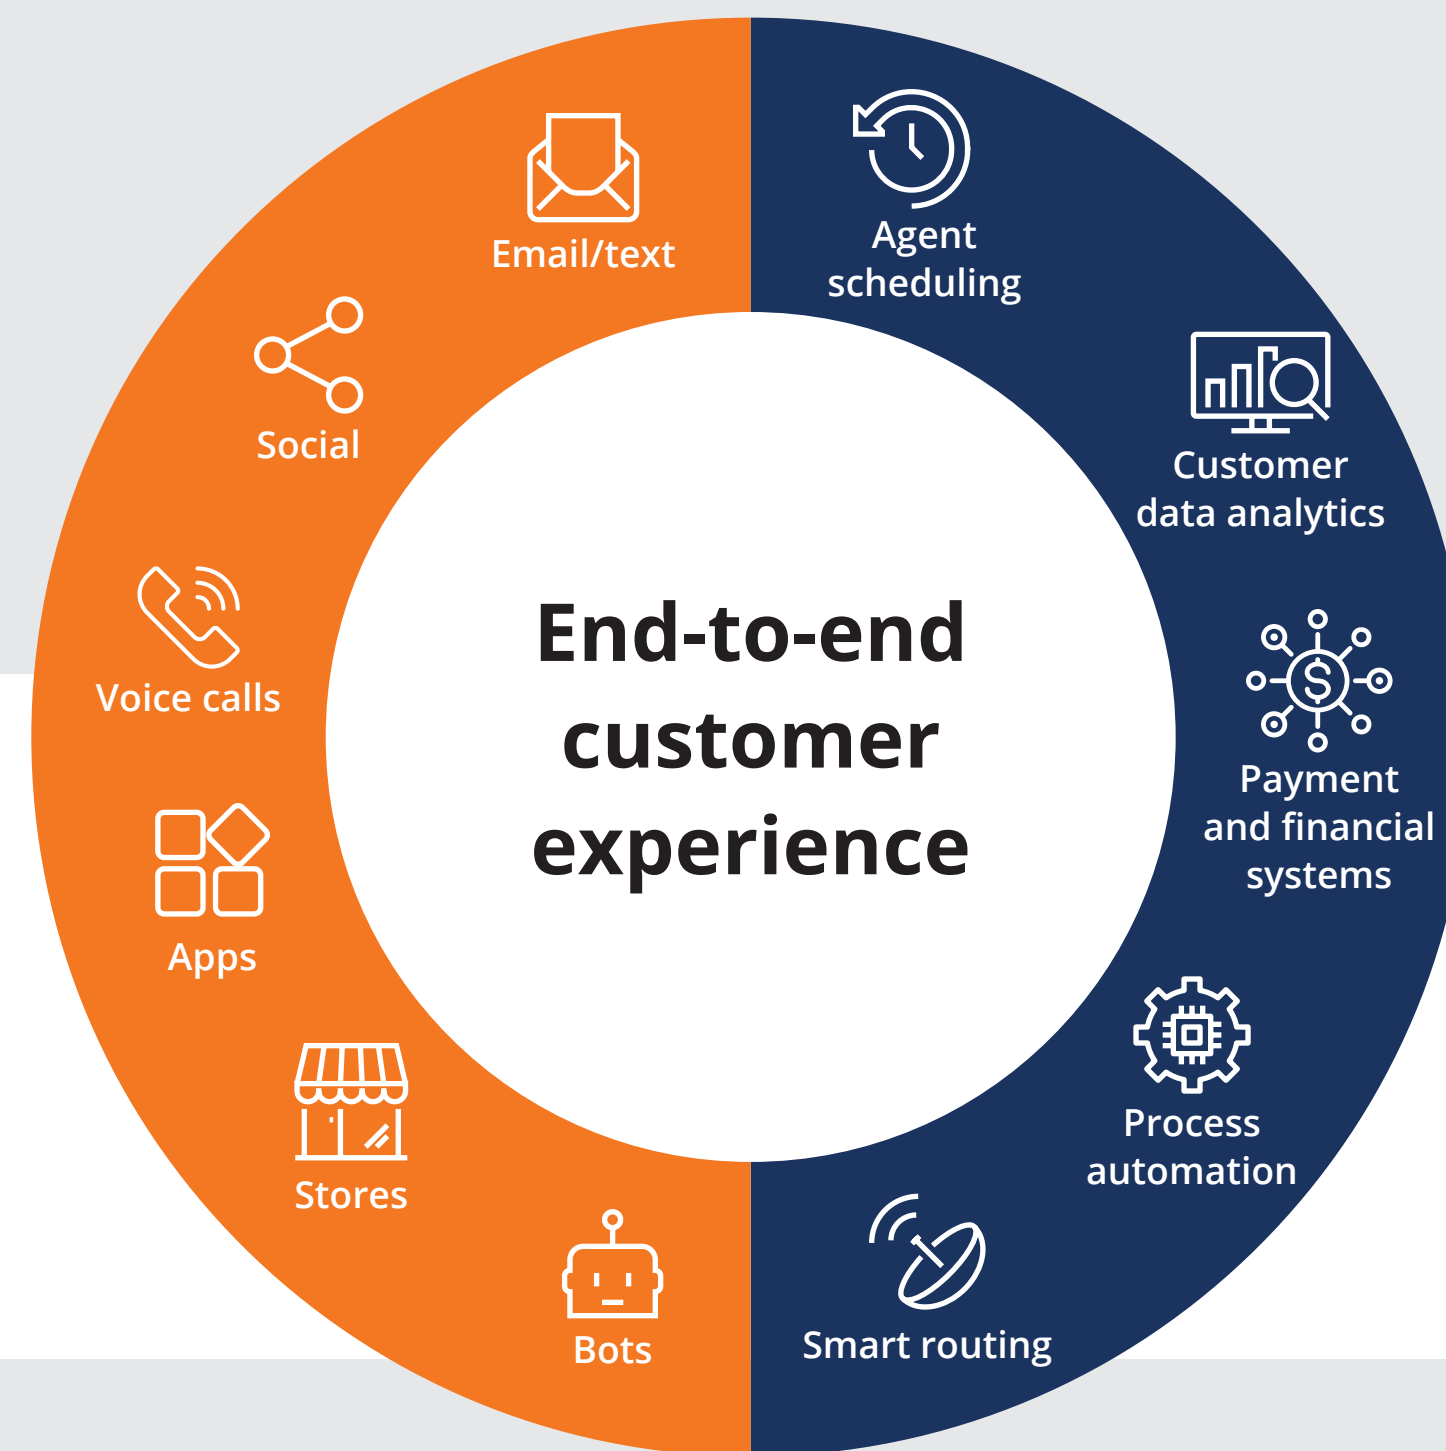 Email/text
Social
Voice calls
Apps
Stores
Bots
Agent
scheduling
Customer
data analytics
Payment
and financial
systems
Process
automation
Smart routing
End-to-end
customer
experience